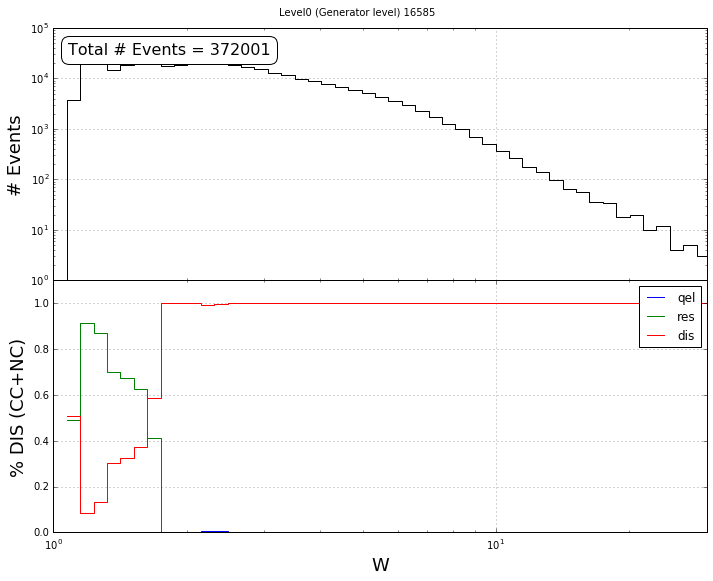 Level0 (Generator level) 16585
Total # Events = 372001
# Events
10^5
10^4
10^3
10^2
10^1
10^0
% DIS (CC+NC)
1.0
0.8
0.6
0.4
0.2
0.0
qel
res
dis
10^0
10^1
W